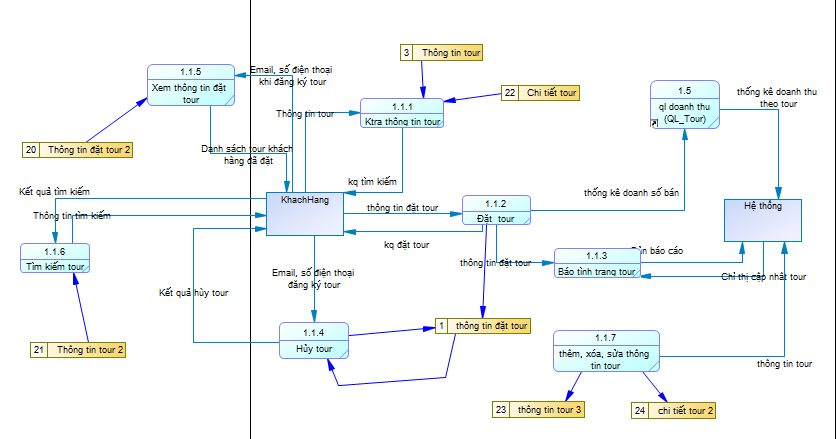 3 Thông tin tour
1.1.5
Xem thông tin đặt
tour
Email, số điện thoại
khi đăng ký tour
22 Chi tiết tour
1.5
ql doanh thu
(QL_Tour)
thống kê doanh thu
theo tour
Thông tin tour
1.1.1
Ktra thông tin tour
20 Thông tin đặt tour 2
Danh sách tour khách
hàng đã đặt
kq tìm kiếm
Kết quả tìm kiếm
thống kê doanh số bán
KhachHang
thông tin đặt tour
1.1.2
Đặt tour
Hệ thống
Thông tin tìm kiếm
1.1.6
Tìm kiếm tour
kq đặt tour
1.1.3
Báo tình trạng tour
báo cáo
thông tin đặt tour
Email, số điện thoại
đăng ký tour
Chỉ thị cập nhật tour
Kết quả hủy tour
1.1.4
Hủy tour
1 thông tin đặt tour
1.1.7
thêm, xóa, sửa thông
tin tour
21 Thông tin tour 2
thông tin tour
23 thông tin tour 3
24 chi tiết tour 2